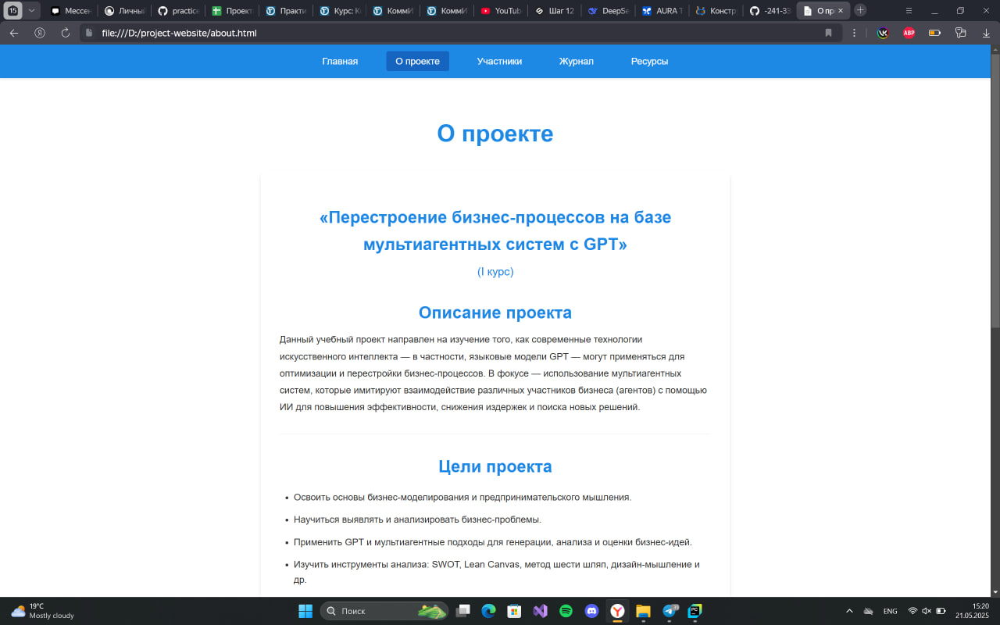 15
Мессен
Личный
practice
Проект
Практи
Курс: К
КоммИ
КоммИ
YouTub
Шаг 12
DeepSe
AURA T
Констр
-241-33
О пр
file:///D:/project-website/about.html
ABP
Главная
О проекте
Участники
Журнал
Ресурсы
О проекте
«Перестроение бизнес-процессов на базе
мультиагентных систем с GPT»
(I курс)
Описание проекта
Данный учебный проект направлен на изучение того, как современные технологии
искусственного интеллекта — в частности, языковые модели GPT — могут применяться для
оптимизации и перестройки бизнес-процессов. В фокусе — использование мультиагентных
систем, которые имитируют взаимодействие различных участников бизнеса (агентов) с помощью
ИИ для повышения эффективности, снижения издержек и поиска новых решений.
Цели проекта
• Освоить основы бизнес-моделирования и предпринимательского мышления.
• Научиться выявлять и анализировать бизнес-проблемы.
• Применить GPT и мультиагентные подходы для генерации, анализа и оценки бизнес-идей.
• Изучить инструменты анализа: SWOT, Lean Canvas, метод шести шляп, дизайн-мышление и
др.
19°C
Mostly cloudy
Поиск
ENG
15:20
21.05.2025